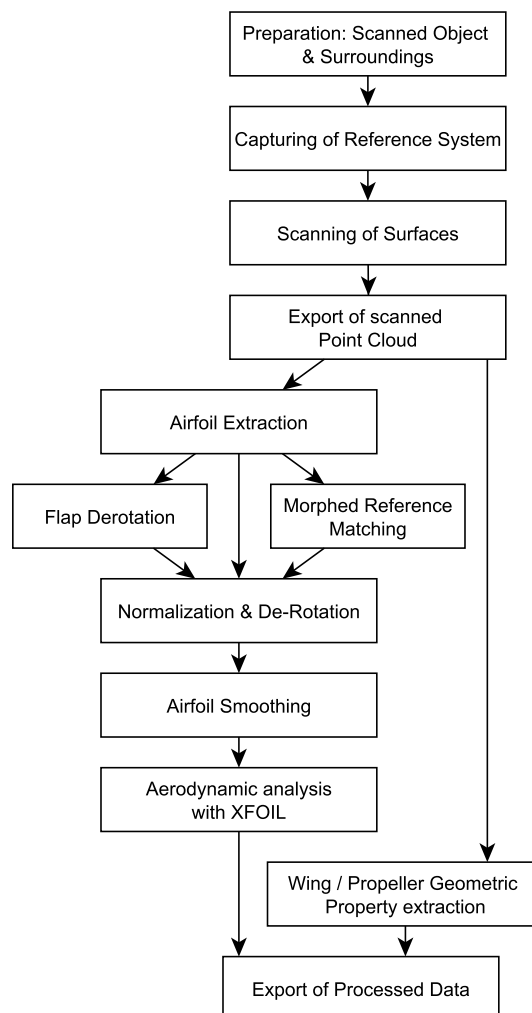 Preparation: Scanned Object
& Surroundings
Capturing of Reference System
Scanning of Surfaces
Export of scanned
Point Cloud
Airfoil Extraction
Flap Derotation
Morphed Reference
Matching
Normalization & De-Rotation
Airfoil Smoothing
Aerodynamic analysis
with XFOIL
Wing / Propeller Geometric
Property extraction
Export of Processed Data